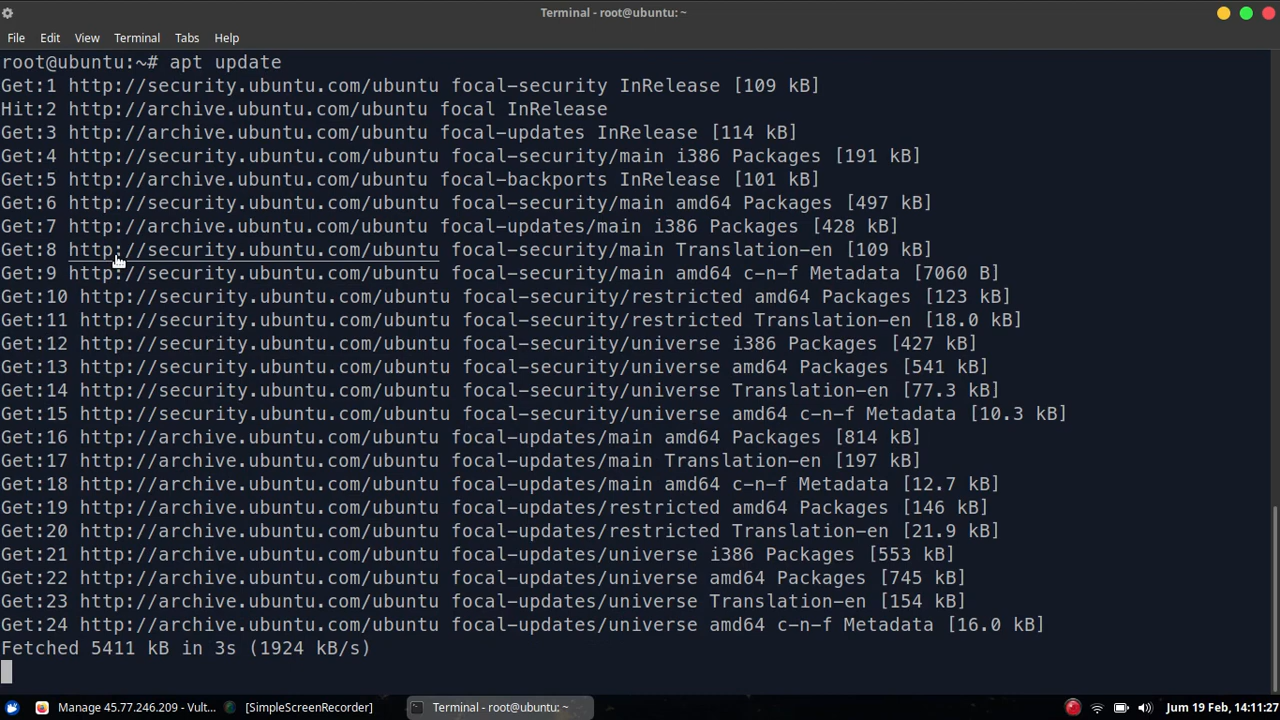 Terminal - root@ubuntu: ~
File Edit View Terminal Tabs Help
root@ubuntu:~# apt update
Get:1 http://security.ubuntu.com/ubuntu focal-security InRelease [109 kB]
Hit:2 http://archive.ubuntu.com/ubuntu focal InRelease
Get:3 http://archive.ubuntu.com/ubuntu focal-updates InRelease [114 kB]
Get:4 http://security.ubuntu.com/ubuntu focal-security/main i386 Packages [191 kB]
Get:5 http://archive.ubuntu.com/ubuntu focal-backports InRelease [101 kB]
Get:6 http://security.ubuntu.com/ubuntu focal-security/main amd64 Packages [497 kB]
Get:7 http://archive.ubuntu.com/ubuntu focal-updates/main i386 Packages [428 kB]
Get:8 http://security.ubuntu.com/ubuntu focal-security/main Translation-en [109 kB]
Get:9 http://security.ubuntu.com/ubuntu focal-security/main amd64 c-n-f Metadata [7060 B]
Get:10 http://security.ubuntu.com/ubuntu focal-security/restricted amd64 Packages [123 kB]
Get:11 http://security.ubuntu.com/ubuntu focal-security/restricted Translation-en [18.0 kB]
Get:12 http://security.ubuntu.com/ubuntu focal-security/universe i386 Packages [427 kB]
Get:13 http://security.ubuntu.com/ubuntu focal-security/universe amd64 Packages [541 kB]
Get:14 http://security.ubuntu.com/ubuntu focal-security/universe Translation-en [77.3 kB]
Get:15 http://security.ubuntu.com/ubuntu focal-security/universe amd64 c-n-f Metadata [10.3 kB]
Get:16 http://archive.ubuntu.com/ubuntu focal-updates/main amd64 Packages [814 kB]
Get:17 http://archive.ubuntu.com/ubuntu focal-updates/main Translation-en [197 kB]
Get:18 http://archive.ubuntu.com/ubuntu focal-updates/main amd64 c-n-f Metadata [12.7 kB]
Get:19 http://archive.ubuntu.com/ubuntu focal-updates/restricted amd64 Packages [146 kB]
Get:20 http://archive.ubuntu.com/ubuntu focal-updates/restricted Translation-en [21.9 kB]
Get:21 http://archive.ubuntu.com/ubuntu focal-updates/universe i386 Packages [553 kB]
Get:22 http://archive.ubuntu.com/ubuntu focal-updates/universe amd64 Packages [745 kB]
Get:23 http://archive.ubuntu.com/ubuntu focal-updates/universe Translation-en [154 kB]
Get:24 http://archive.ubuntu.com/ubuntu focal-updates/universe amd64 c-n-f Metadata [16.0 kB]
Fetched 5411 kB in 3s (1924 kB/s)
Manage 45.77.246.209 - Vult... [SimpleScreenRecorder] Terminal - root@ubuntu: ~ Jum 19 Feb, 14:11:27